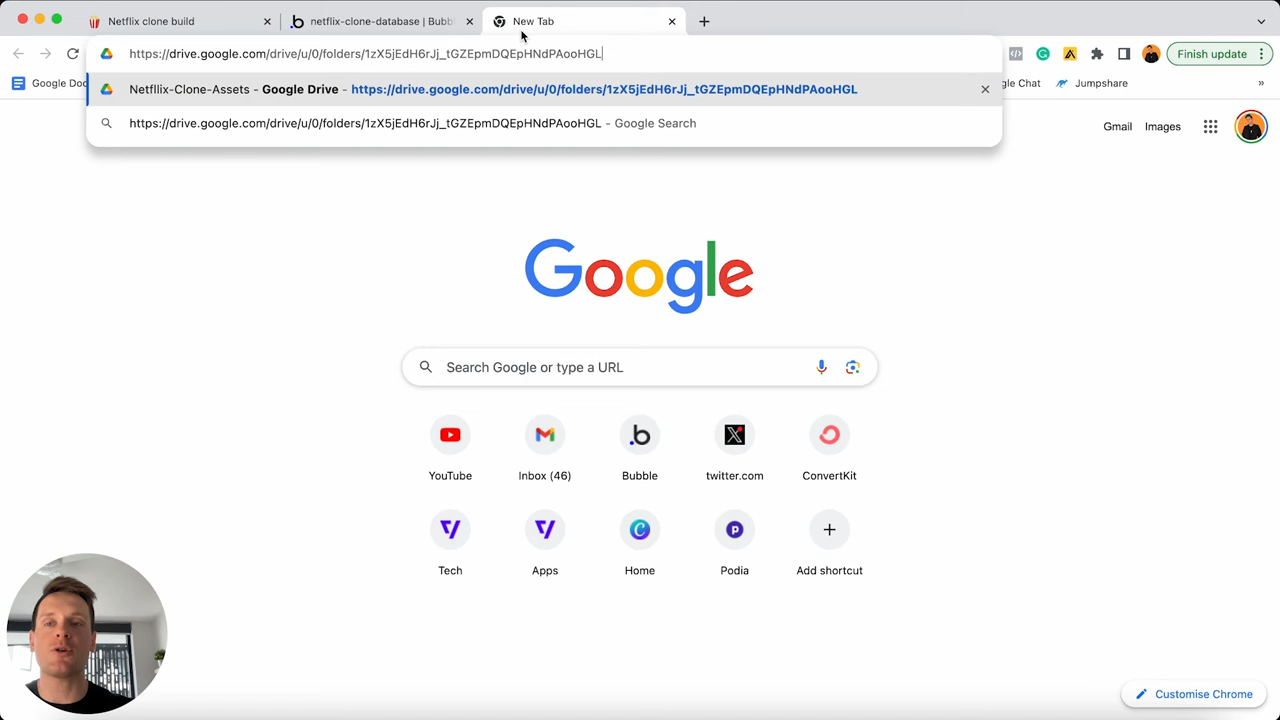 Netflix clone build
netflix-clone-database | Bubbl
New Tab
https://drive.google.com/drive/u/0/folders/1zX5jEdH6rJj_tGZEpmDQEpHNdPAooHGL
Finish update
Netfllix-Clone-Assets - Google Drive - https://drive.google.com/drive/u/0/folders/1zX5jEdH6rJj_tGZEpmDQEpHNdPAooHGL
https://drive.google.com/drive/u/0/folders/1zX5jEdH6rJj_tGZEpmDQEpHNdPAooHGL - Google Search
Google Doc
gle Chat
Jumpshare
»
Gmail
Images
Google
Search Google or type a URL
YouTube
Inbox (46)
Bubble
twitter.com
ConvertKit
Tech
Apps
Home
Podia
Add shortcut
Customise Chrome